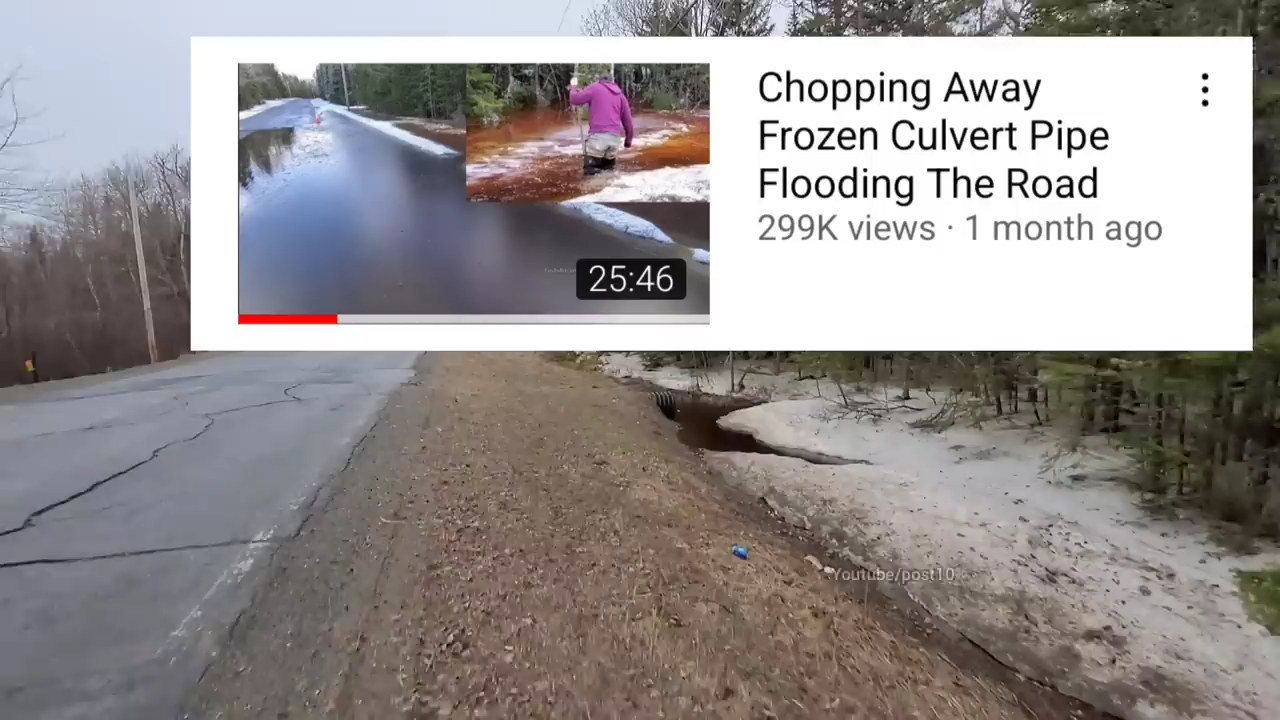 Chopping Away
Frozen Culvert Pipe
Flooding The Road
299K views · 1 month ago
25:46
Youtube/post10